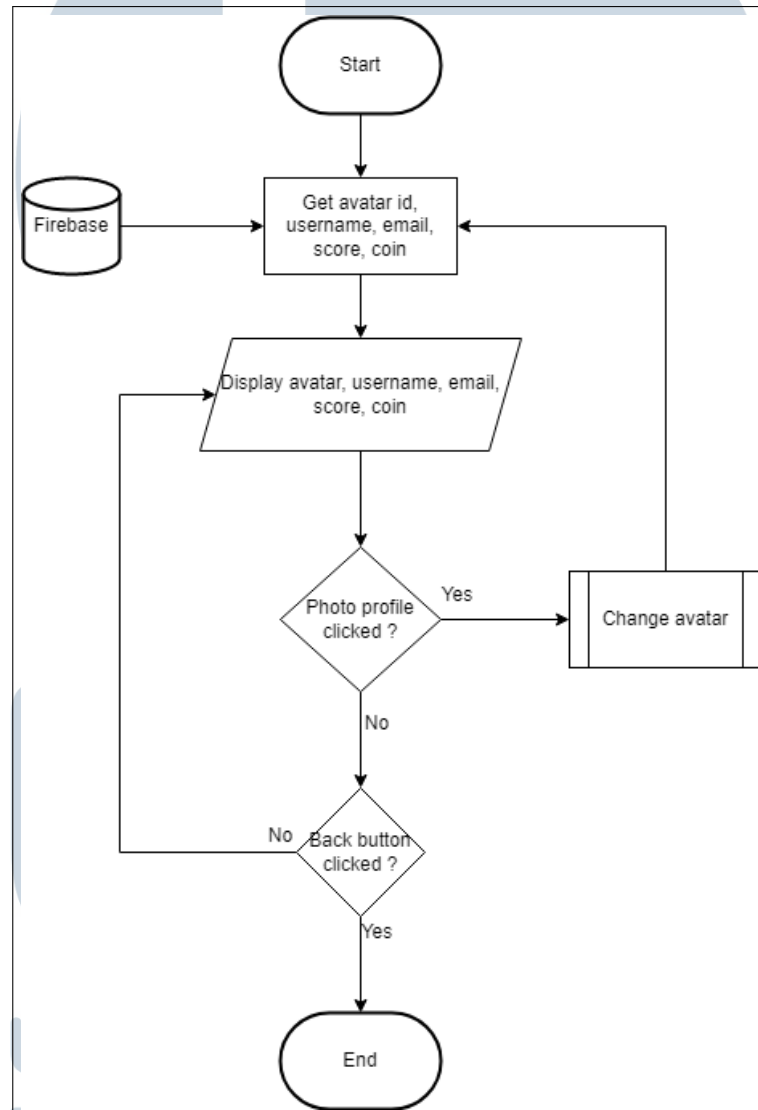 Start
Get avatar id,
username, email,
score, coin
Firebase
Display avatar, username, email,
score, coin
Photo profile
clicked ?
Yes
Change avatar
No
Back button
clicked ?
No
Yes
End